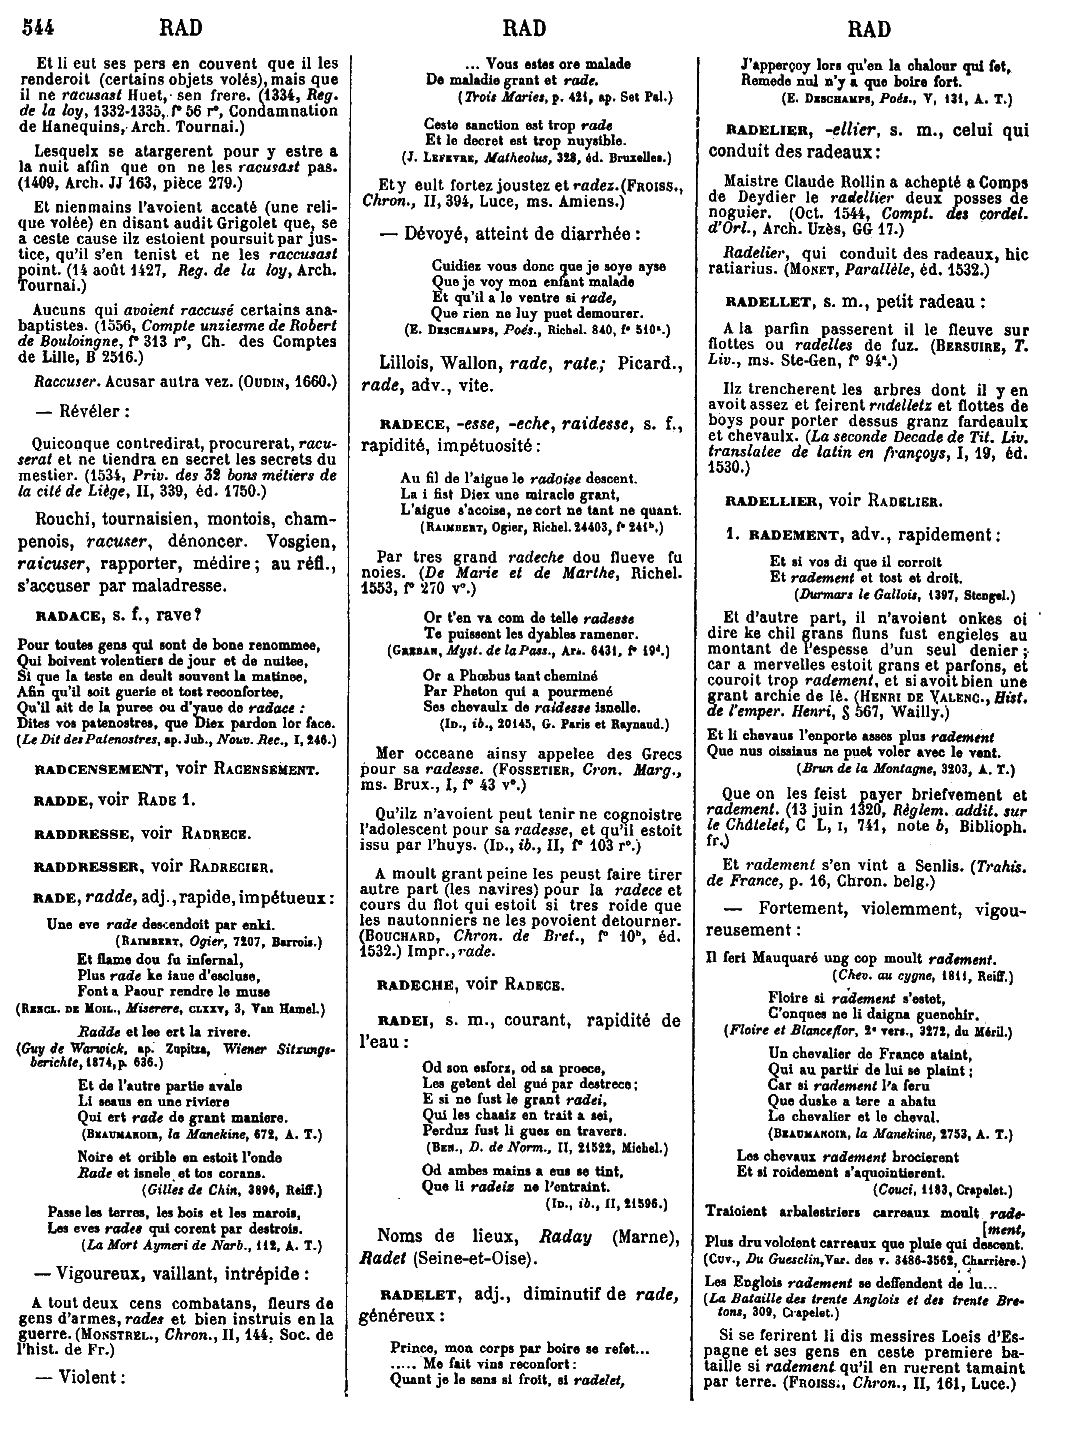 544 RAD RAD RAD
Et li eut ses pers en couvent que il les
renderoit (certains objets volés), mais que
il ne racusast Huet, sen frere. (1334, Reg.
de la loy, 1332-1335, fº 56 rº, Condamnation
de Hanequins, Arch. Tournai.)
Lesquelx se atargerent pour y estre a
la nuit affin que on ne les racusast pas.
(1409, Arch. JJ 163, pièce 279.)
Et nienmains l'avoient accaté (une reli-
que volée) en disant audit Grigolet que, se
a ceste cause ilz estoient poursuit par jus-
tice, qu'il s'en tenist et ne les raccusast
point. (14 août 1427, Reg. de la loy, Arch.
Tournai.)
Aucuns qui avoient raccusé certains ana-
baptistes. (1556, Compte unziesme de Robert
de Bouloingne, fº 313 rº, Ch. des Comptes
de Lille, B 2516.)
Raccuser. Acusar autra vez. (OUDIN, 1660.)
— Révéler :
Quiconque contredirat, procurerat, racu-
serat et ne tiendra en secret les secrets du
mestier. (1534, Priv. des 32 bons métiers de
la cité de Liège, II, 339, éd. 1750.)
Rouchi, tournaisien, montois, cham-
penois, racuser, dénoncer. Vosgien,
raicuser, rapporter, médire ; au réfl.,
s'accuser par maladresse.
RADACE, s. f., rave ?
Pour toutes gens qui sont de bone renommee,
Qui boivent volentiers de jour et de nuitee,
Si que la teste en deult souvent la matinee,
Afin qu'il soit guerie et tost reconfortee,
Qu'il ait de la puree ou d'yaue de radace :
Dites vos patenostres, que Diex pardon lor face.
(Le Dit des Patenostres, ap. Jub., Nouv. Rec., I, 246.)
RADCENSEMENT, voir RACENSEMENT.
RADDE, voir RADE 1.
RADDRESSE, voir RADRECE.
RADDRESSER, voir RADRECIER.
RADE, radde, adj., rapide, impétueux :
Une eve rade descendoit par enki.
(RAIMBERT, Ogier, 7207, Barrois.)
Et flame dou fu infernal,
Plus rade ke iaue d'escluse,
Font a Paour rendre le muse
(RENCL. DE MOIL., Miserere, CLXXV, 3, Van Hamel.)
Radde et lee ert la rivere.
(Guy de Warwick, ap. Zupitza, Wiener Sitzungs-
berichte, 1874, p. 636.)
Et de l'autre partie avale
Li seaus en une riviere
Qui ert rade de grant maniere.
(BEAUMANOIR, la Manekine, 672, A. T.)
Noire et orible en estoit l'onde
Rade et isnele et tos corans.
(Gilles de Chin, 3896, Reiff.)
Passe les terres, les bois et les marois,
Les eves rades qui corent par destrois.
(La Mort Aymeri de Narb., 112, A. T.)
— Vigoureux, vaillant, intrépide :
A tout deux cens combatans, fleurs de
gens d'armes, rades et bien instruis en la
guerre. (MONSTREL., Chron., II, 144, Soc. de
l'hist. de Fr.)
— Violent :
... Vous estes ore malade
De maladie grant et rade.
(Trois Maries, p. 421, ap. Ste Pal.)
Ceste sanction est trop rade
Et le decret est trop nuysible.
(J. LEFEVRE, Matheolus, 328, éd. Bruxelles.)
Et y eult fortez joustez et radez. (FROISS.,
Chron., II, 394, Luce, ms. Amiens.)
— Dévoyé, atteint de diarrhée :
Cuidiez vous donc que je soye ayse
Que je voy mon enfant malade
Et qu'il a le ventre si rade,
Que rien ne luy puet demourer.
(E. DESCHAMPS, Poés., Richel. 840, fº 510ᵃ.)
Lillois, Wallon, rade, rate ; Picard.,
rade, adv., vite.
RADECE, -esse, -eche, raidesse, s. f.,
rapidité, impétuosité :
Au fil de l'aigue le radoise descent.
La i fist Diex une miracle grant,
L'aigue s'acoise, ne cort ne tant ne quant.
(RAIMBERT, Ogier, Richel. 24403, fº 241ᵇ.)
Par tres grand radeche dou flueve fu
noies. (De Marie et de Marthe, Richel.
1553, fº 270 vº.)
Or t'en va com de telle radesse
Te puissent les dyables ramener.
(GREBAN, Myst. de la Pass., Ars. 6431, fº 19ᵈ.)
Or a Phœbus tant cheminé
Par Pheton qui a pourmené
Ses chevaulx de raidesse isnelle.
(ID., ib., 20145, G. Paris et Raynaud.)
Mer occeane ainsy appelee des Grecs
pour sa radesse. (FOSSETIER, Cron. Marg.,
ms. Brux., I, fº 43 vº.)
Qu'ilz n'avoient peut tenir ne cognoistre
l'adolescent pour sa radesse, et qu'il estoit
issu par l'huys. (ID., ib., II, fº 103 rº.)
A moult grant peine les peust faire tirer
autre part (les navires) pour la radece et
cours du flot qui estoit si tres roide que
les nautonniers ne les povoient detourner.
(BOUCHARD, Chron. de Bret., fº 10ᵇ, éd.
1532.) Impr., rade.
RADECHE, voir RADECE.
RADEI, s. m., courant, rapidité de
l'eau :
Od son esforz, od sa proece,
Les getent del gué par destrece ;
E si ne fust le grant radei,
Qui les chaaiz en trait a sei,
Perduz fust li guez en travers.
(BEN., D. de Norm., II, 21522, Michel.)
Od ambes mains a eus se tint,
Que li radeiz ne l'entraint.
(ID., ib., II, 21596.)
Noms de lieux, Raday (Marne),
Radet (Seine-et-Oise).
RADELET, adj., diminutif de rade,
généreux :
Prince, mon corps par boire se refet...
..... Me fait vins reconfort :
Quant je le sens si froit, si radelet,
J'apperçoy lors qu'en la chalour qui fet,
Remede nul n'y a que boire fort.
(E. DESCHAMPS, Poés., V, 131, A. T.)
RADELIER, -ellier, s. m., celui qui
conduit des radeaux :
Maistre Claude Rollin a achepté a Comps
de Deydier le radellier deux posses de
noguier. (Oct. 1544, Compl. des cordel.
d'Orl., Arch. Uzès, GG 17.)
Radelier, qui conduit des radeaux, hic
ratiarius. (MONET, Parallèle, éd. 1532.)
RADELLET, s. m., petit radeau :
A la parfin passerent il le fleuve sur
flottes ou radelles de fuz. (BERSUIRE, T.
Liv., ms. Ste-Gen, fº 94ᵃ.)
Ilz trencherent les arbres dont il y en
avoit assez et feirent radelletz et flottes de
boys pour porter dessus granz fardeaulx
et chevaulx. (La seconde Decade de Tit. Liv.
translatee de latin en françoys, I, 19, éd.
1530.)
RADELLIER, voir RADELIER.
1. RADEMENT, adv., rapidement :
Et si vos di que il corroit
Et radement et tost et droit.
(Durmars le Gallois, 1397, Stengel.)
Et d'autre part, il n'avoient onkes oi
dire ke chil grans fluns fust engieles au
montant de l'espesse d'un seul denier ;
car a mervelles estoit grans et parfons, et
couroit trop radement, et si avoit bien une
grant archie de lé. (HENRI DE VALENC., Hist.
de l'emper. Henri, § 567, Wailly.)
Et li chevaus l'enporte asses plus radement
Que nus oissiaus ne puet voler avec le vent.
(Brun de la Montagne, 3203, A. T.)
Que on les feist payer briefvement et
radement. (13 juin 1320, Règlem. addit. sur
le Châtelet, C L, I, 741, note b, Biblioph.
fr.)
Et radement s'en vint a Senlis. (Trahis.
de France, p. 16, Chron. belg.)
— Fortement, violemment, vigou-
reusement :
Il feri Mauquaré ung cop moult radement.
(Chev. au cygne, 1811, Reiff.)
Floire si radement s'estot,
C'onques ne li daigna guenchir.
(Floire et Blanceflor, 2ᵉ vers., 3272, du Méril.)
Un chevalier de France ataint,
Qui au partir de lui se plaint ;
Car si radement l'a feru
Que duske a tere a abatu
Le chevalier et le cheval.
(BEAUMANOIR, la Manekine, 2753, A. T.)
Les chevaux radement brocierent
Et si roidement s'aquointierent.
(Couci, 1183, Crapelet.)
Traioient arbalestriers carreaux moult rade-
[ment,
Plus dru voloient carreaux que pluie qui descent.
(CUV., Du Guesclin, Var. des v. 3486-3562, Charrière.)
Les Englois radement se deffendent de lu...
(La Bataille des trente Anglois et des trente Bre-
tons, 309, Crapelet.)
Si se ferirent li dis messires Loeis d'Es-
pagne et ses gens en ceste premiere ba-
taille si radement qu'il en ruerent tamaint
par terre. (FROISS., Chron., II, 161, Luce.)